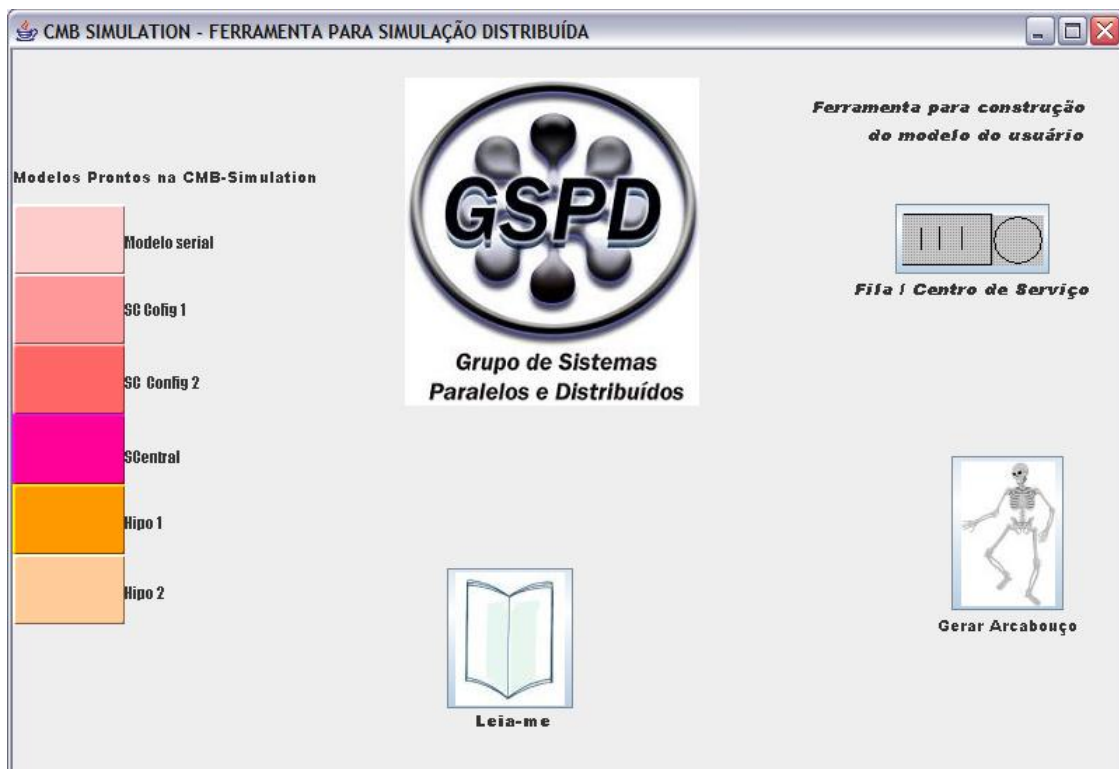 CMB SIMULATION - FERRAMENTA PARA SIMULAÇÃO DISTRIBUÍDA
Modelos Prontos na CMB-Simulation
Modelo serial
SC Cofig 1
SC Config 2
SCentral
Hipo 1
Hipo 2
GSPD
Grupo de Sistemas
Paralelos e Distribuídos
Leia-me
Ferramenta para construção
do modelo do usuário
Fila / Centro de Serviço
Gerar Arcabouço